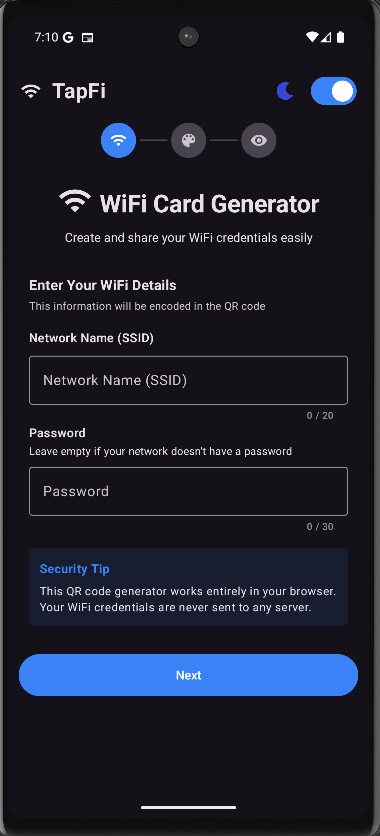 7:10 G
TapFi
WiFi Card Generator
Create and share your WiFi credentials easily
Enter Your WiFi Details
This information will be encoded in the QR code
Network Name (SSID)
Network Name (SSID)
0 / 20
Password
Leave empty if your network doesn't have a password
Password
0 / 30
Security Tip
This QR code generator works entirely in your browser.
Your WiFi credentials are never sent to any server.
Next